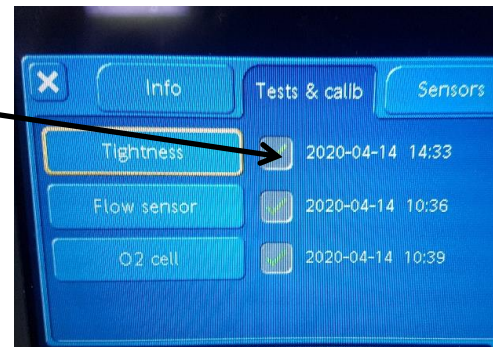 Info
Tests & callb
Sensors
Tightness 2020-04-14 14:33
Flow sensor 2020-04-14 10:36
O2 cell 2020-04-14 10:39